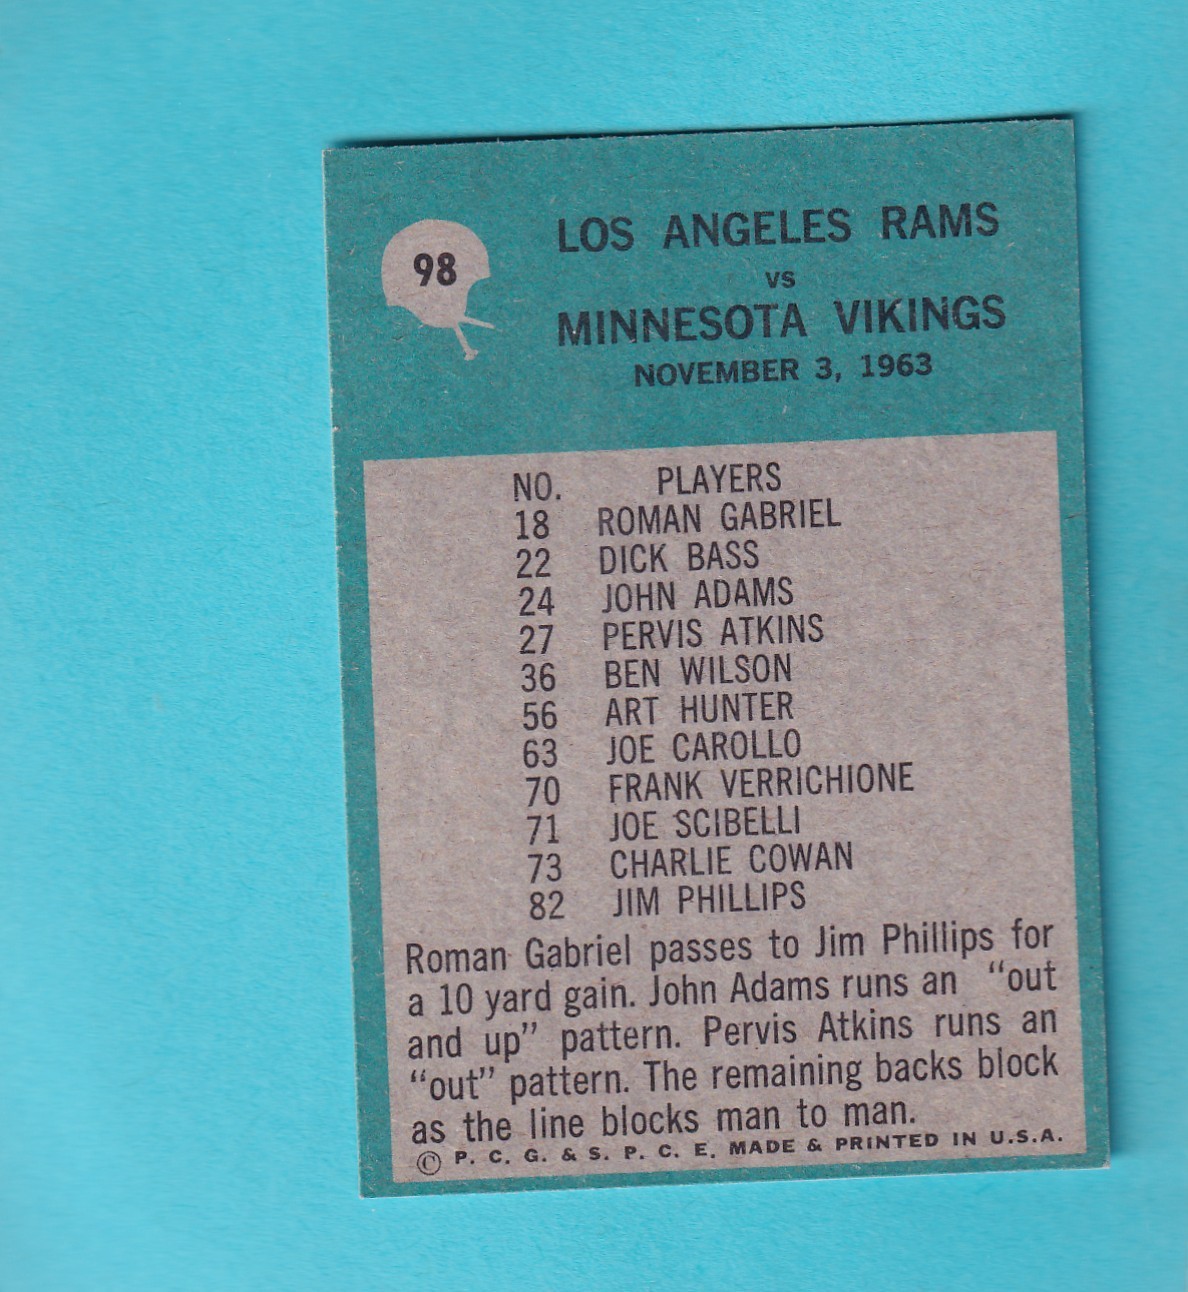 98
LOS ANGELES RAMS
VS
MINNESOTA VIKINGS
NOVEMBER 3, 1963
NO. PLAYERS
18 ROMAN GABRIEL
22 DICK BASS
24 JOHN ADAMS
27 PERVIS ATKINS
36 BEN WILSON
56 ART HUNTER
63 JOE CAROLLO
70 FRANK VERRICHIONE
71 JOE SCIBELLI
73 CHARLIE COWAN
82 JIM PHILLIPS
Roman Gabriel passes to Jim Phillips for
a 10 yard gain. John Adams runs an “out
and up” pattern. Pervis Atkins runs an
“out” pattern. The remaining backs block
as the line blocks man to man.
© P. C. G. & S. P. C. E. MADE & PRINTED IN U.S.A.